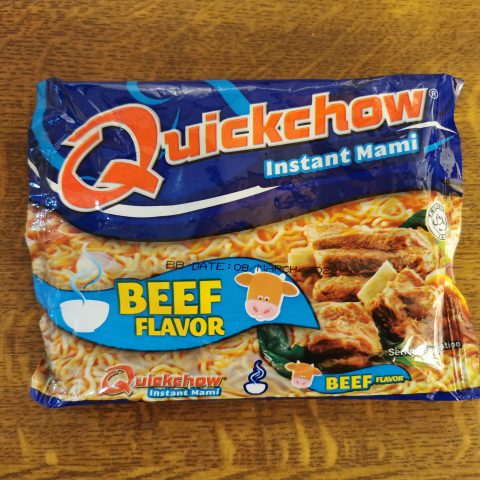 Quickchow®
Instant Mami
BB DATE: 08 MARCH
BEEF
FLAVOR
Quickchow
Instant Mami
BEEF FLAVOR